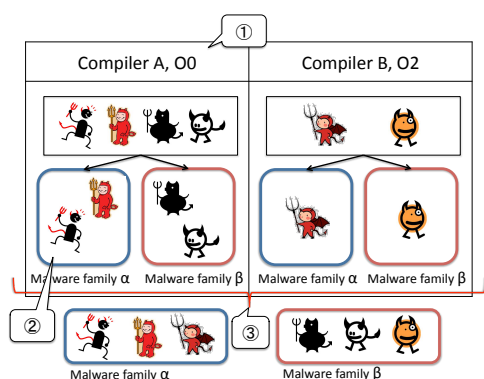 ①
Compiler A, O0
Compiler B, O2
Malware family α
Malware family β
Malware family α
Malware family β
②
③
Malware family α
Malware family β